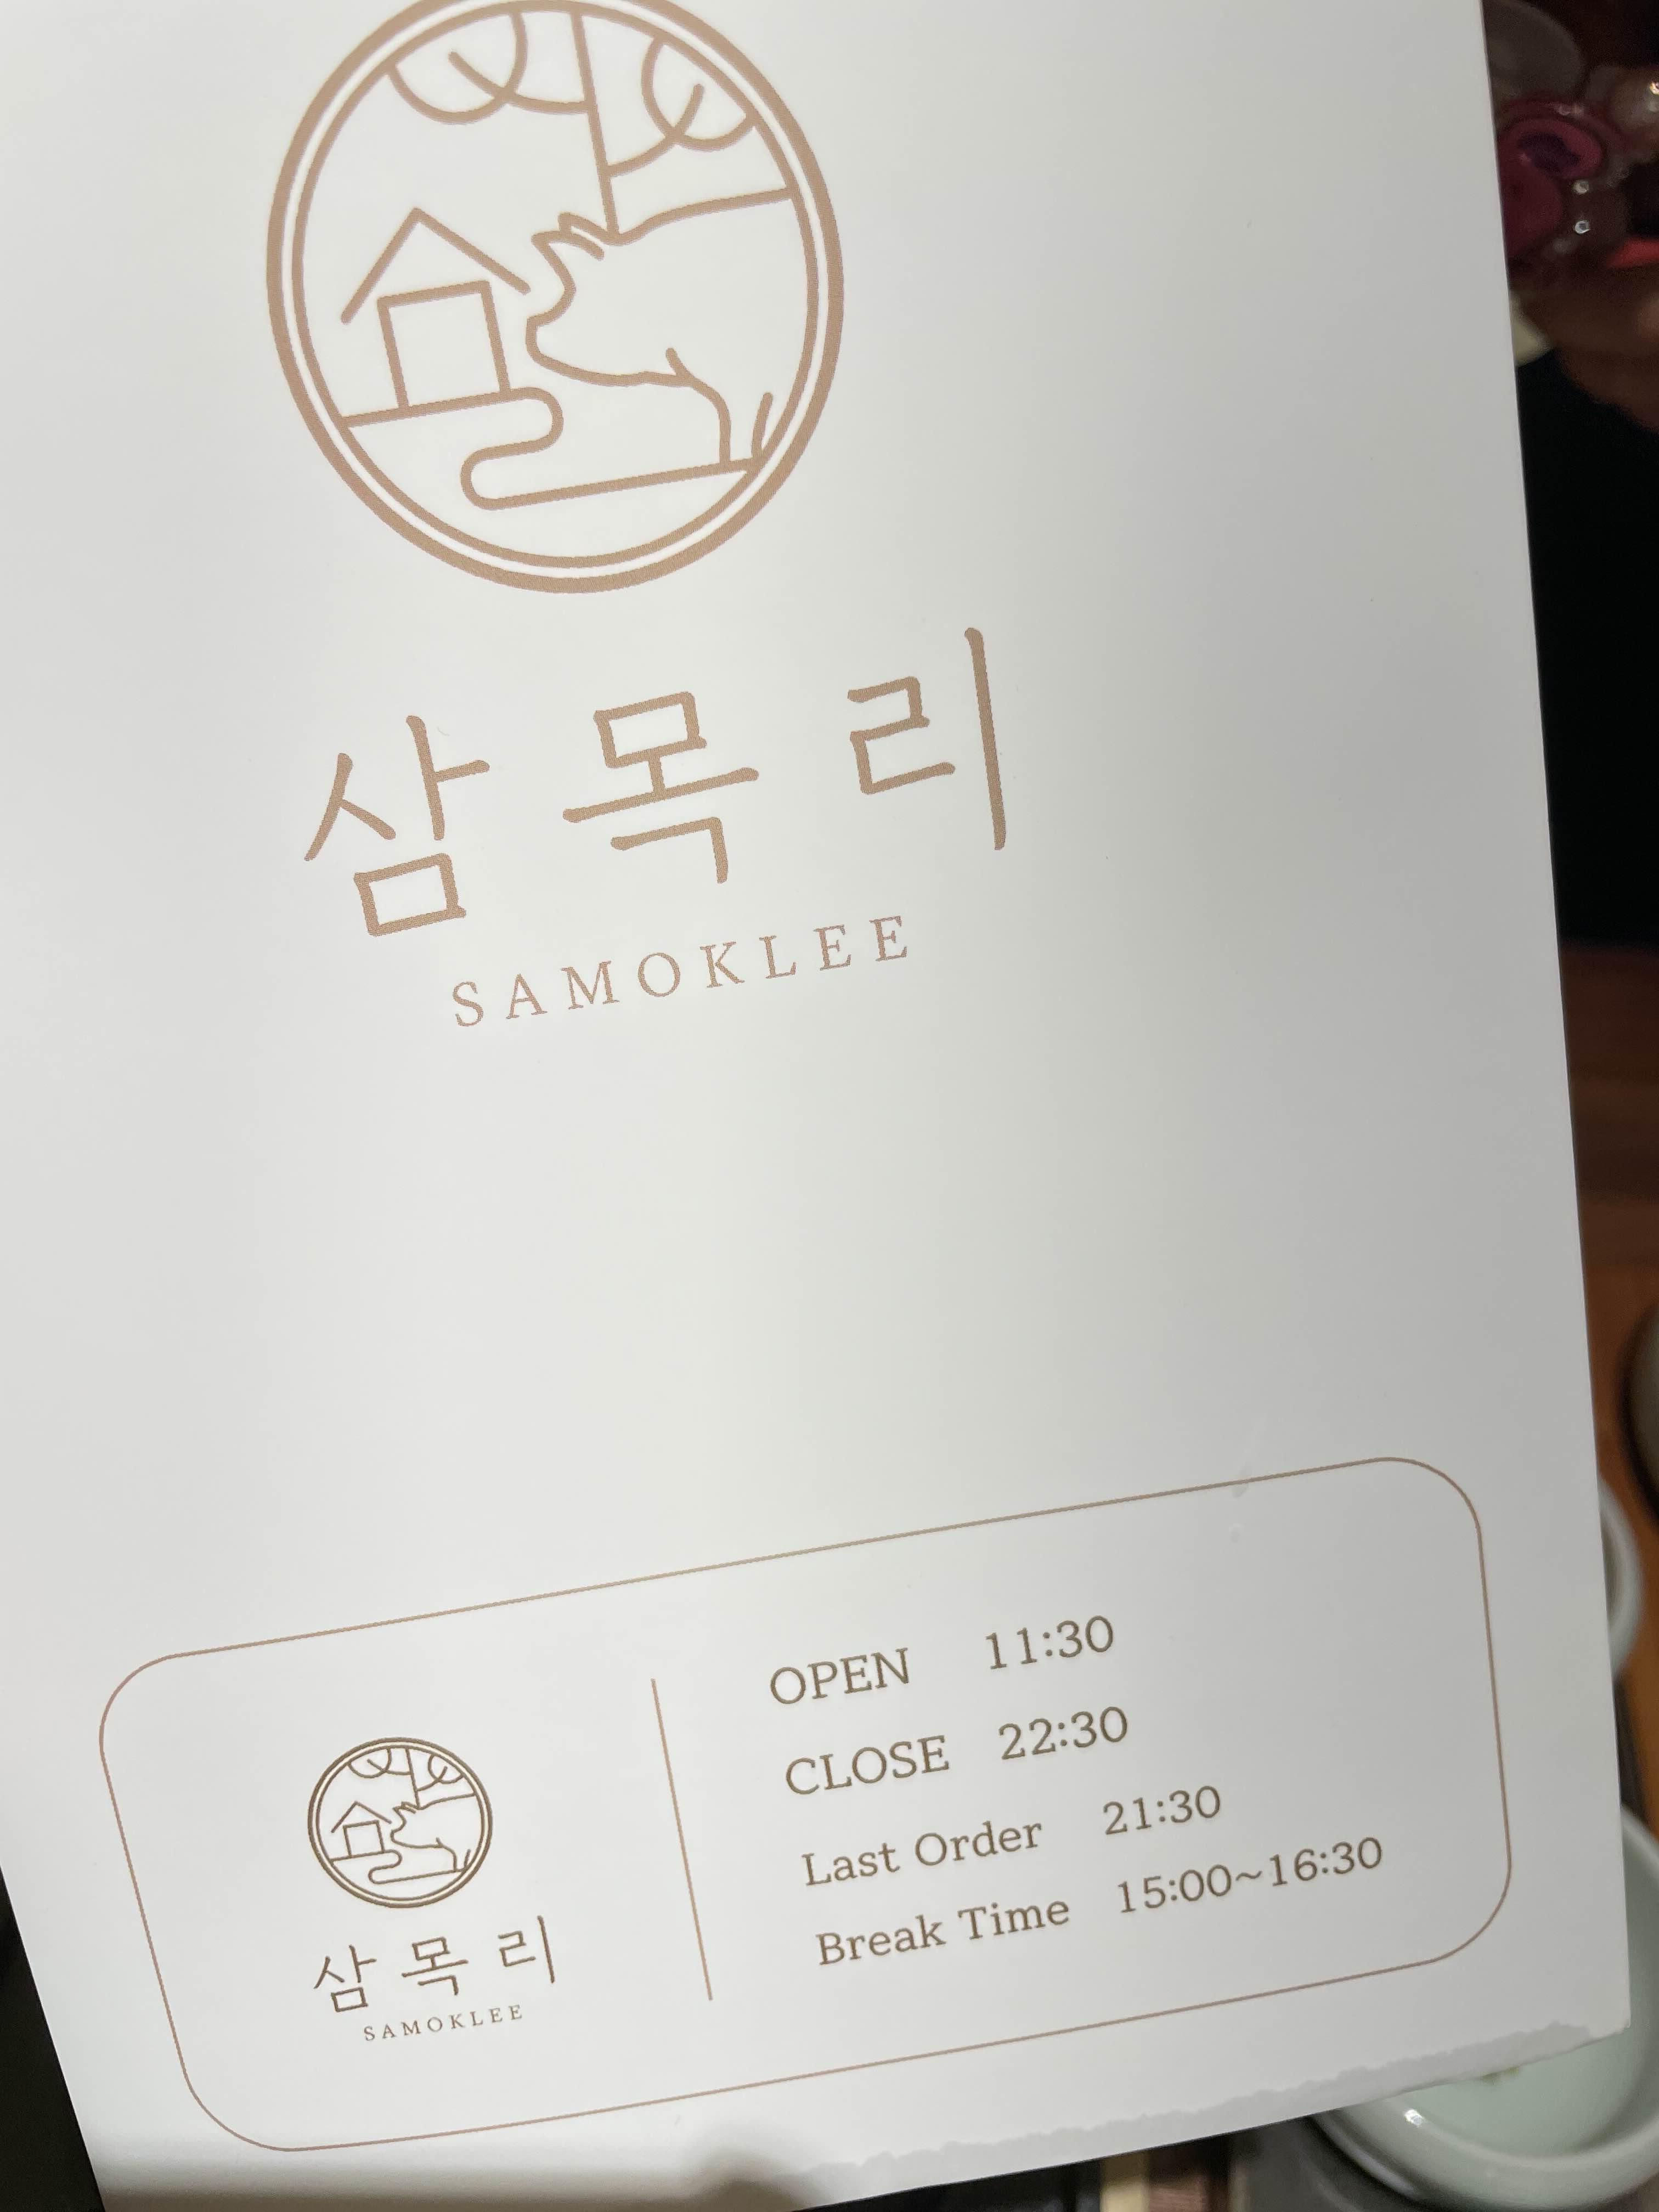 삼목리
SAMOKLEE
OPEN 11:30
CLOSE 22:30
Last Order 21:30
Break Time 15:00~16:30
삼목리
SAMOKLEE